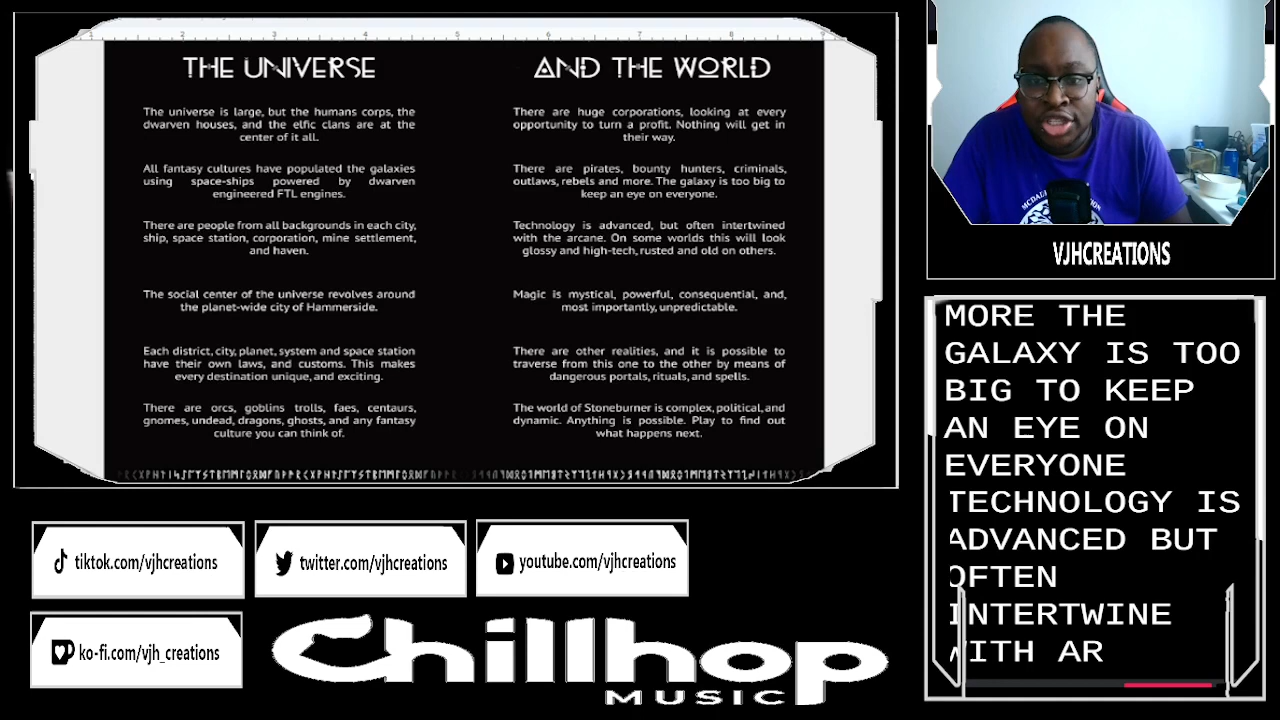 THE UNIVERSE
The universe is large, but the humans corps, the
dwarven houses, and the elfic clans are at the
center of it all.
All fantasy cultures have populated the galaxies
using space-ships powered by dwarven
engineered FTL engines.
There are people from all backgrounds in each city,
ship, space station, corporation, mine settlement,
and haven.
The social center of the universe revolves around
the planet-wide city of Hammerside.
Each district, city, planet, system and space station
have their own laws, and customs. This makes
every destination unique, and exciting.
There are orcs, goblins trolls, faes, centaurs,
gnomes, undead, dragons, ghosts, and any fantasy
culture you can think of.
AND THE WORLD
There are huge corporations, looking at every
opportunity to turn a profit. Nothing will get in
their way.
There are pirates, bounty hunters, criminals,
outlaws, rebels and more. The galaxy is too big to
keep an eye on everyone.
Technology is advanced, but often intertwined
with the arcane. On some worlds this will look
glossy and high-tech, rusted and old on others.
Magic is mystical, powerful, consequential, and,
most importantly, unpredictable.
There are other realities, and it is possible to
traverse from this one to the other by means of
dangerous portals, rituals, and spells.
The world of Stoneburner is complex, political, and
dynamic. Anything is possible. Play to find out
what happens next.
VJHCREATIONS
MORE THE
GALAXY IS TOO
BIG TO KEEP
AN EYE ON
EVERYONE
TECHNOLOGY IS
ADVANCED BUT
OFTEN
INTERTWINE
WITH AR
tiktok.com/vjhcreations
twitter.com/vjhcreations
youtube.com/vjhcreations
ko-fi.com/vjh_creations
Chillhop
MUSIC